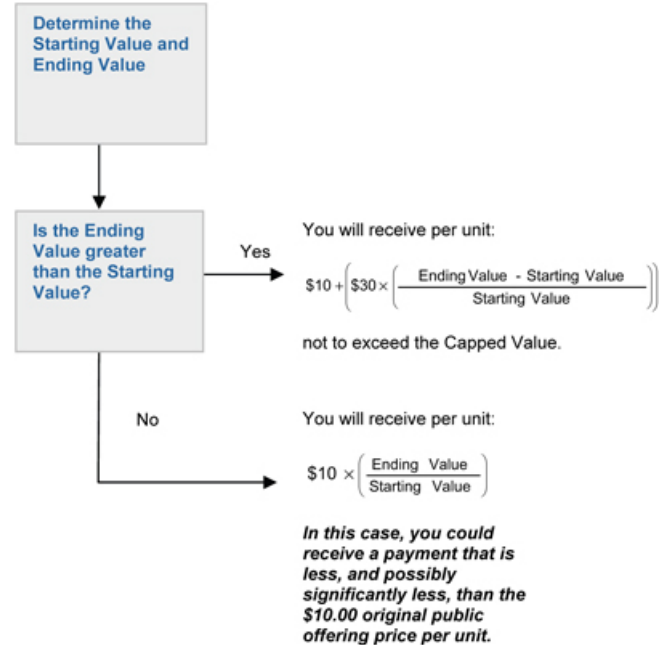 Determine the
Starting Value and
Ending Value
Is the Ending
Value greater
than the Starting
Value?
Yes
You will receive per unit:
$10 + ($30 × (Ending Value - Starting Value
Starting Value))
not to exceed the Capped Value.
No
You will receive per unit:
$10 × (Ending Value
Starting Value)
In this case, you could
receive a payment that is
less, and possibly
significantly less, than the
$10.00 original public
offering price per unit.